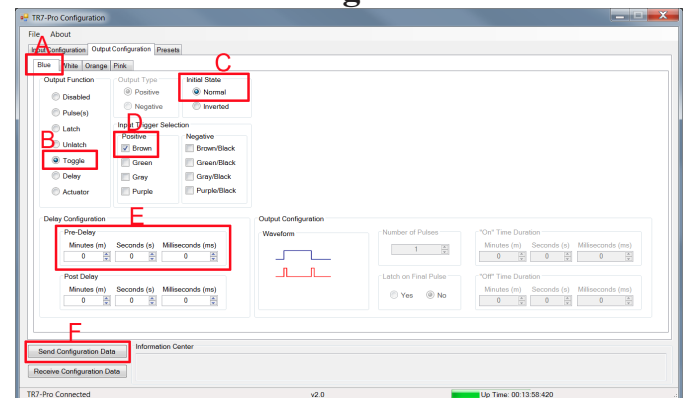 TR7-Pro Configuration
File About
A
Input Configuration Output Configuration Presets
Blue White Orange Pink
C
Output Function Output Type Initial State
Disabled Positive Normal
Pulse(s) Negative Inverted
Latch
D
Input Trigger Selection
B
Unlatch Positive Negative
Brown Brown/Black
Toggle Green Green/Black
Delay Gray Gray/Black
Actuator Purple Purple/Black
E
Delay Configuration Output Configuration
Pre-Delay Waveform Number of Pulses "On" Time Duration
Minutes (m) Seconds (s) Milliseconds (ms) Minutes (m) Seconds (s) Milliseconds (ms)
0 0 0 1 0 0 0
Post Delay Latch on Final Pulse "Off" Time Duration
Minutes (m) Seconds (s) Milliseconds (ms) Yes No Minutes (m) Seconds (s) Milliseconds (ms)
0 0 0 0 0 0
F
Send Configuration Data Information Center
Receive Configuration Data
TR7-Pro Connected v2.0 Up Time: 00:13:58:420